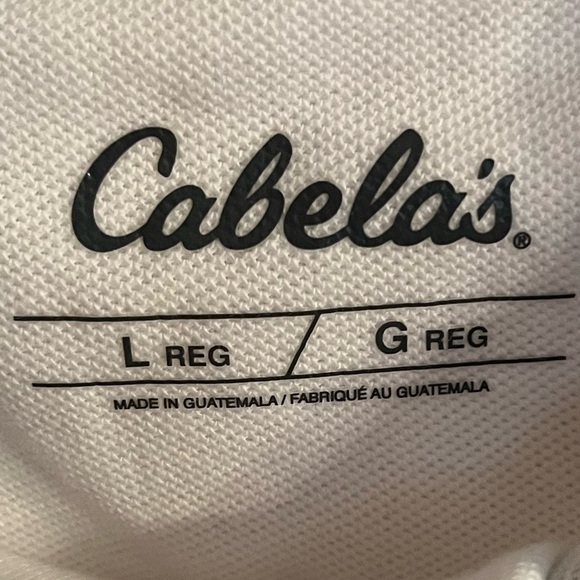 Cabela's®
L REG / G REG
MADE IN GUATEMALA / FABRIQUÉ AU GUATEMALA